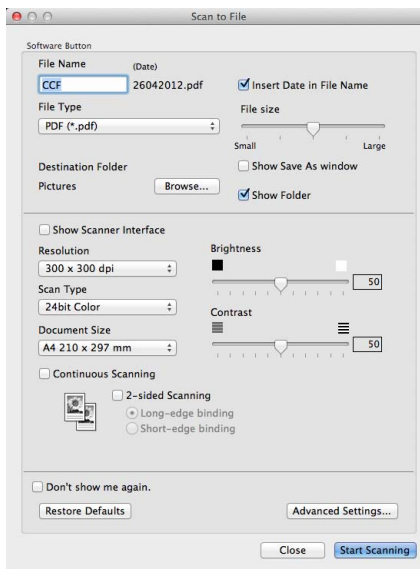 Scan to File
Software Button
File Name (Date)
CCF 26042012.pdf Insert Date in File Name
File Type File size
PDF (*.pdf)
Small Large
Destination Folder Show Save As window
Pictures Browse... Show Folder
Show Scanner Interface
Resolution Brightness
300 x 300 dpi 50
Scan Type
24bit Color Contrast
Document Size
A4 210 x 297 mm 50
Continuous Scanning
2-sided Scanning
Long-edge binding
Short-edge binding
Don't show me again.
Restore Defaults Advanced Settings...
Close Start Scanning